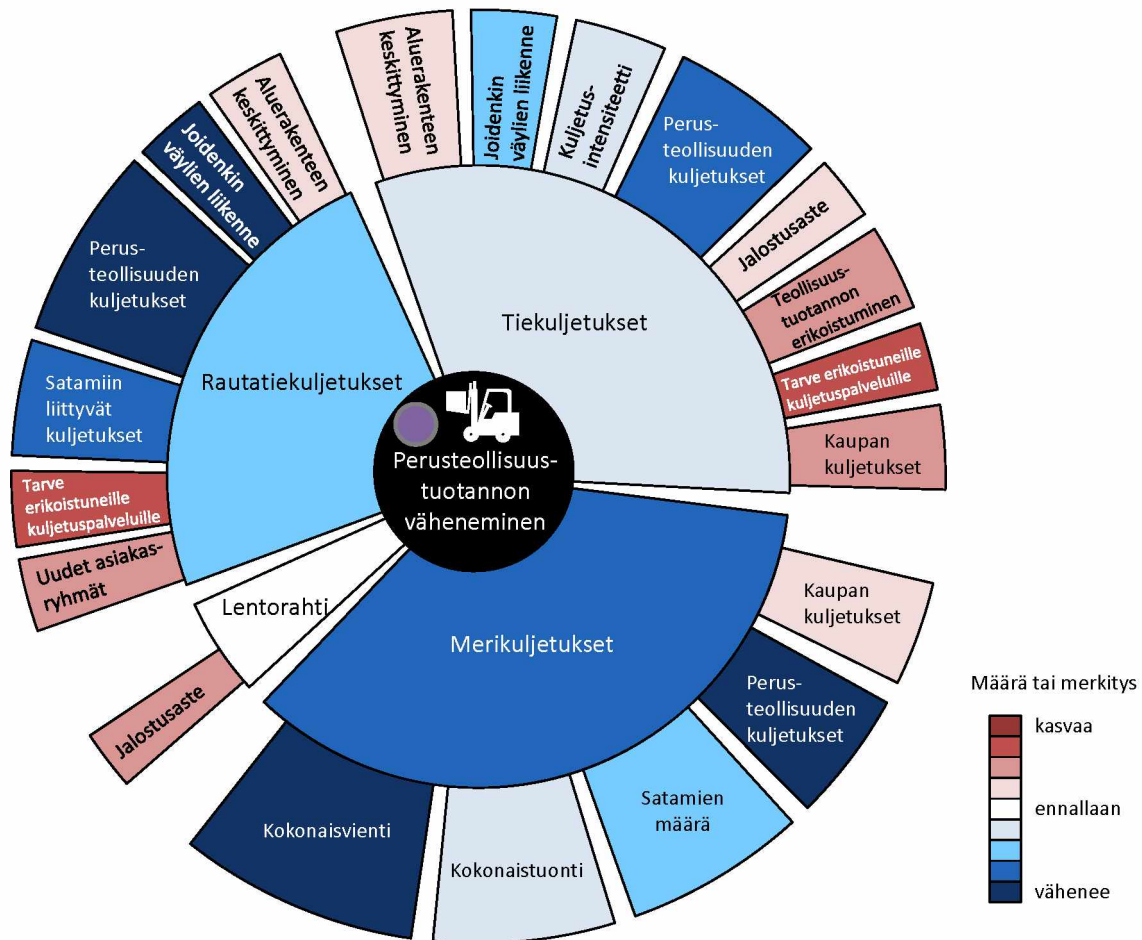 Aluerakenteen
keskittyminen
Joidenkin
väylien liikenne
Kuljetus-
intensiteetti
Perus-
teollisuuden
kuljetukset
Jalostusaste
Teollisuus-
tuotannon
erikoistuminen
Tarve erikoistuneille
kuljetuspalveluille
Kaupan
kuljetukset
Tiekuljetukset
Aluerakenteen
keskittyminen
Joidenkin
väylien liikenne
Perus-
teollisuuden
kuljetukset
Satamiin
liittyvät
kuljetukset
Tarve
erikoistuneille
kuljetuspalveluille
Uudet asiakas-
ryhmät
Rautatiekuljetukset
Perusteollisuus-
tuotannon
väheneminen
Lentorahti
Jalostusaste
Merikuljetukset
Kaupan
kuljetukset
Perus-
teollisuuden
kuljetukset
Satamien
määrä
Kokonaistuonti
Kokonaisvienti
Määrä tai merkitys
kasvaa
ennallaan
vähenee